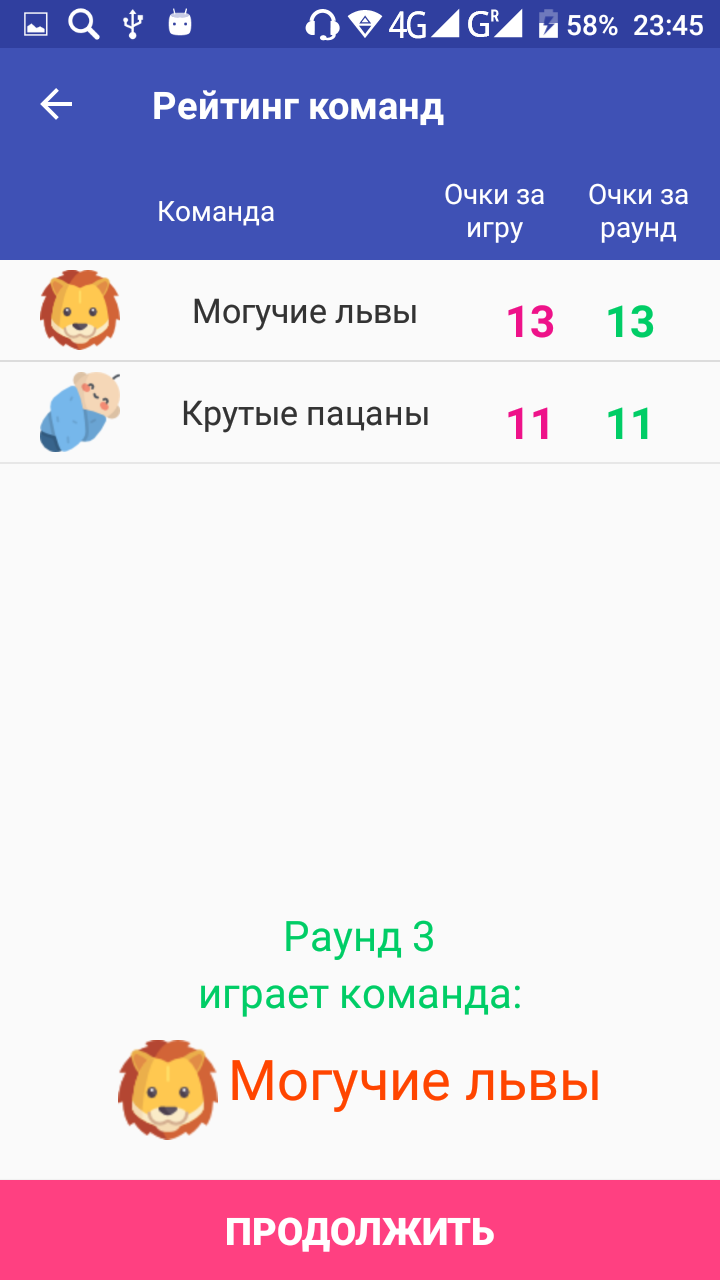 4G GR 58% 23:45
Рейтинг команд
Команда
Очки за
игру
Очки за
раунд
Могучие львы 13 13
Крутые пацаны 11 11
Раунд 3
играет команда:
Могучие львы
ПРОДОЛЖИТЬ